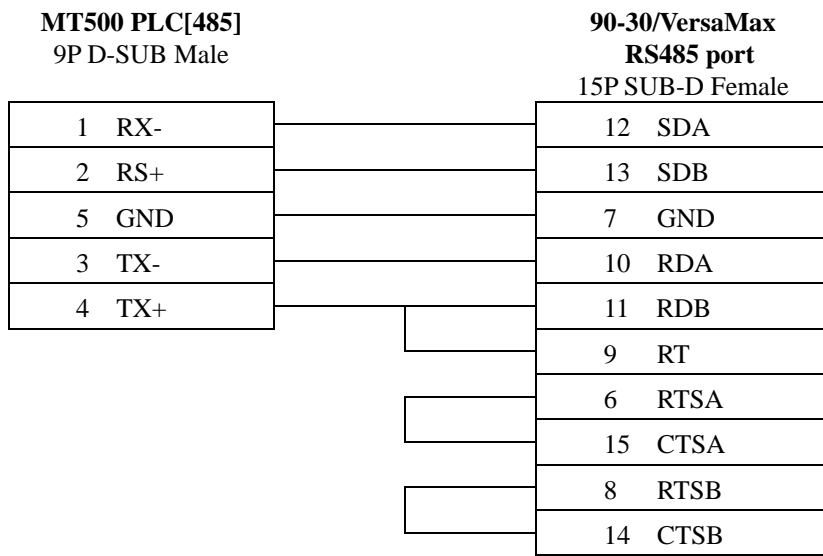 MT500 PLC[485]
9P D-SUB Male
90-30/VersaMax
RS485 port
15P SUB-D Female
1 RX- 12 SDA
2 RS+ 13 SDB
5 GND 7 GND
3 TX- 10 RDA
4 TX+ 11 RDB
9 RT
6 RTSA
15 CTSA
8 RTSB
14 CTSB